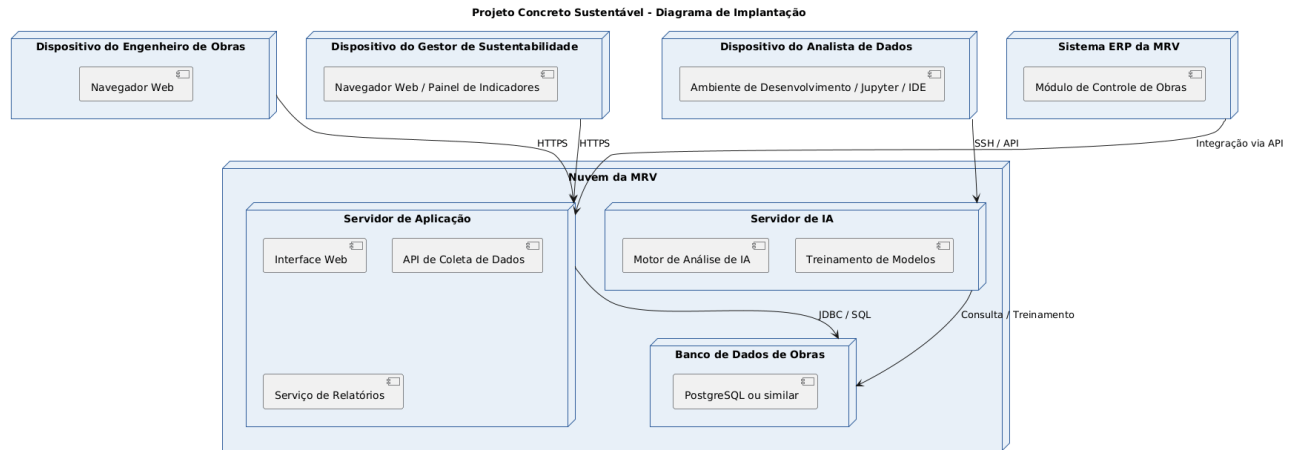 Projeto Concreto Sustentável - Diagrama de Implantação
Dispositivo do Engenheiro de Obras
Navegador Web
Dispositivo do Gestor de Sustentabilidade
Navegador Web / Painel de Indicadores
Dispositivo do Analista de Dados
Ambiente de Desenvolvimento / Jupyter / IDE
Sistema ERP da MRV
Módulo de Controle de Obras
HTTPS
HTTPS
SSH / API
Integração via API
Nuvem da MRV
Servidor de Aplicação
Interface Web
API de Coleta de Dados
Serviço de Relatórios
Servidor de IA
Motor de Análise de IA
Treinamento de Modelos
JDBC / SQL
Consulta / Treinamento
Banco de Dados de Obras
PostgreSQL ou similar